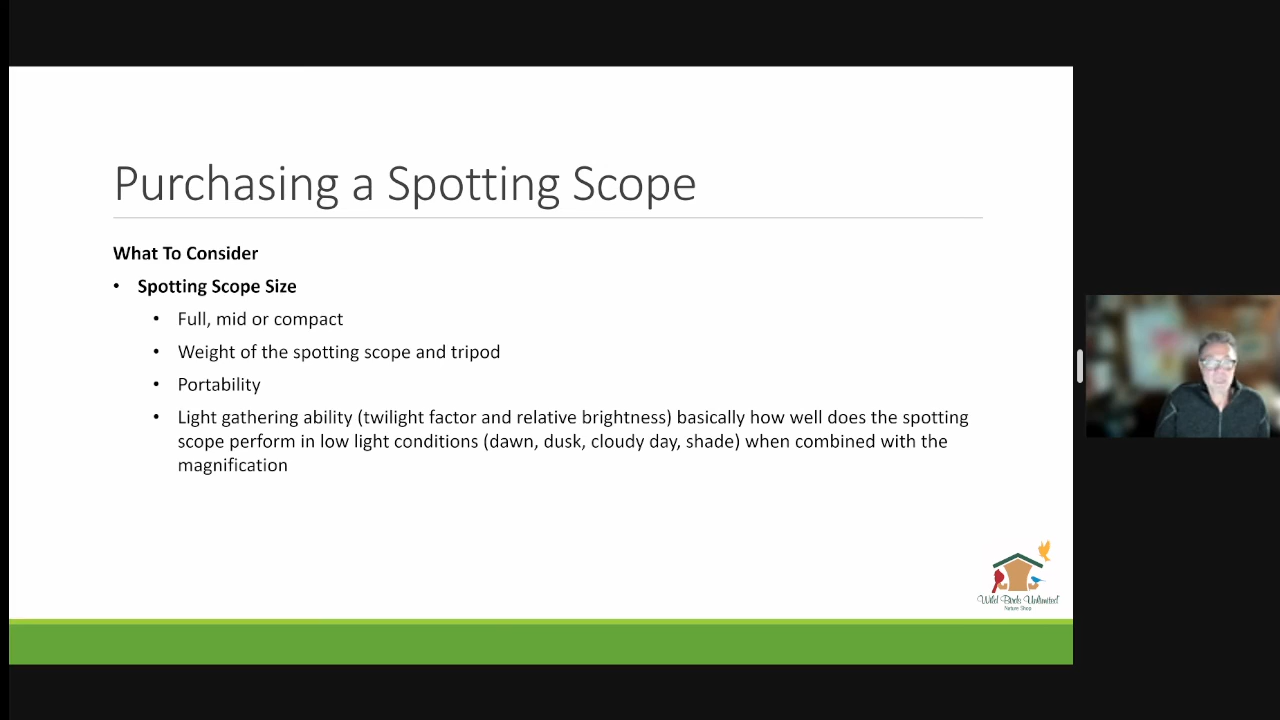 Purchasing a Spotting Scope
What To Consider
• Spotting Scope Size
• Full, mid or compact
• Weight of the spotting scope and tripod
• Portability
• Light gathering ability (twilight factor and relative brightness) basically how well does the spotting
scope perform in low light conditions (dawn, dusk, cloudy day, shade) when combined with the
magnification
Wild Birds Unlimited
Nature Shop